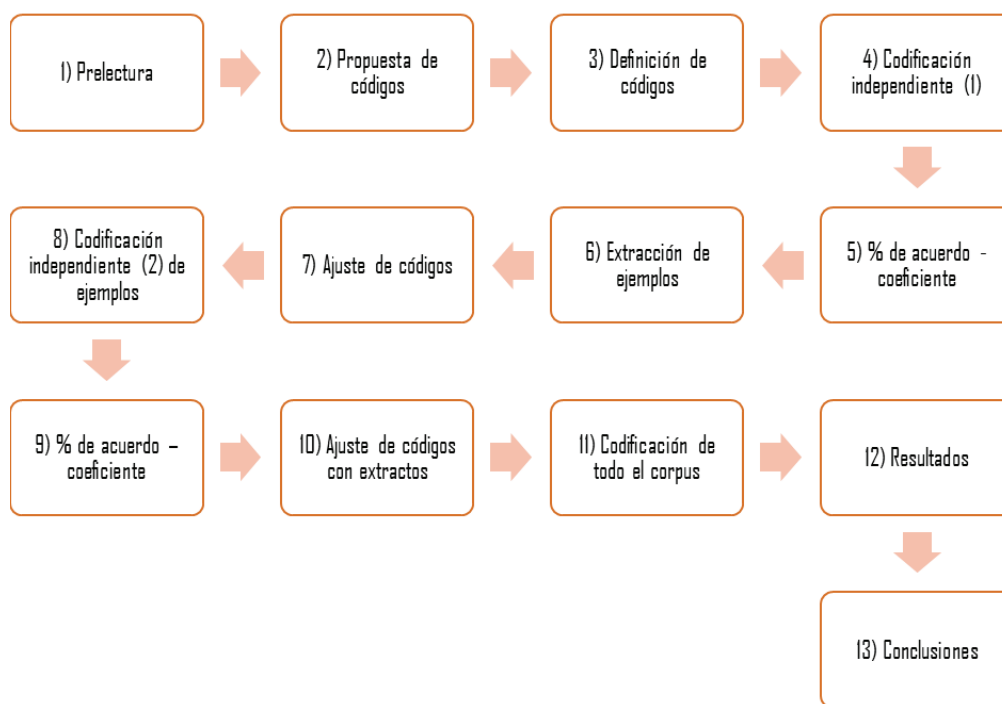 1) Prelectura
2) Propuesta de
códigos
3) Definición de
códigos
4) Codificación
independiente (1)
5) % de acuerdo -
coeficiente
6) Extracción de
ejemplos
7) Ajuste de códigos
8) Codificación
independiente (2) de
ejemplos
9) % de acuerdo –
coeficiente
10) Ajuste de códigos
con extractos
11) Codificación de
todo el corpus
12) Resultados
13) Conclusiones